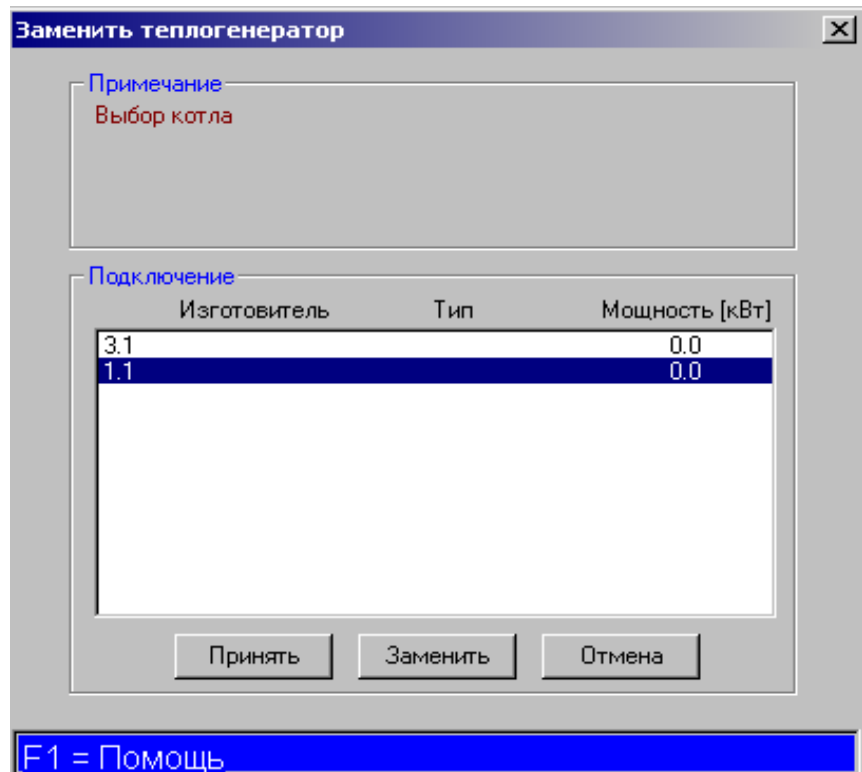 Заменить теплогенератор
Примечание
Выбор котла
Подключение
Изготовитель Тип Мощность [кВт]
3.1 0.0
1.1 0.0
Принять Заменить Отмена
F1 = Помощь